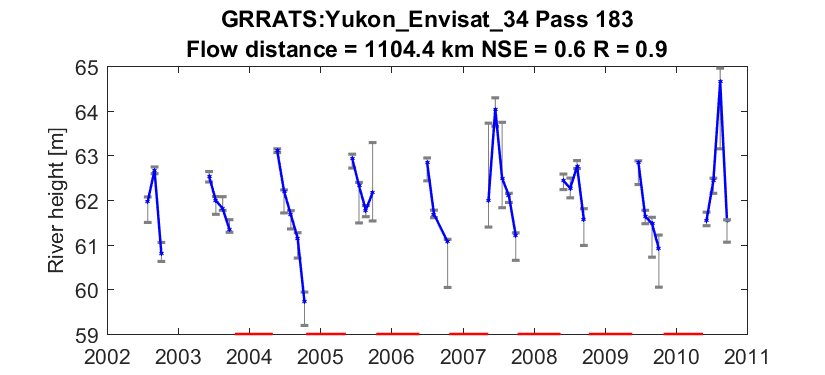 GRRATS:Yukon_Envisat_34 Pass 183
Flow distance = 1104.4 km NSE = 0.6 R = 0.9
River height [m]
65
64
63
62
61
60
59
2002 2003 2004 2005 2006 2007 2008 2009 2010 2011